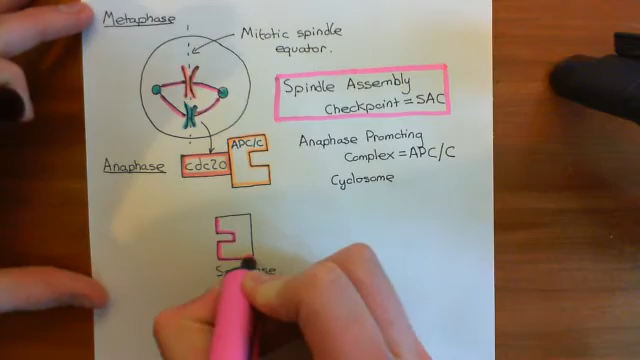 Metaphase
Mitotic spindle
equator.
Spindle Assembly
Checkpoint = SAC
Anaphase Promoting
Complex = APC/C
Cyclosome
APC/C
Anaphase
cdc20